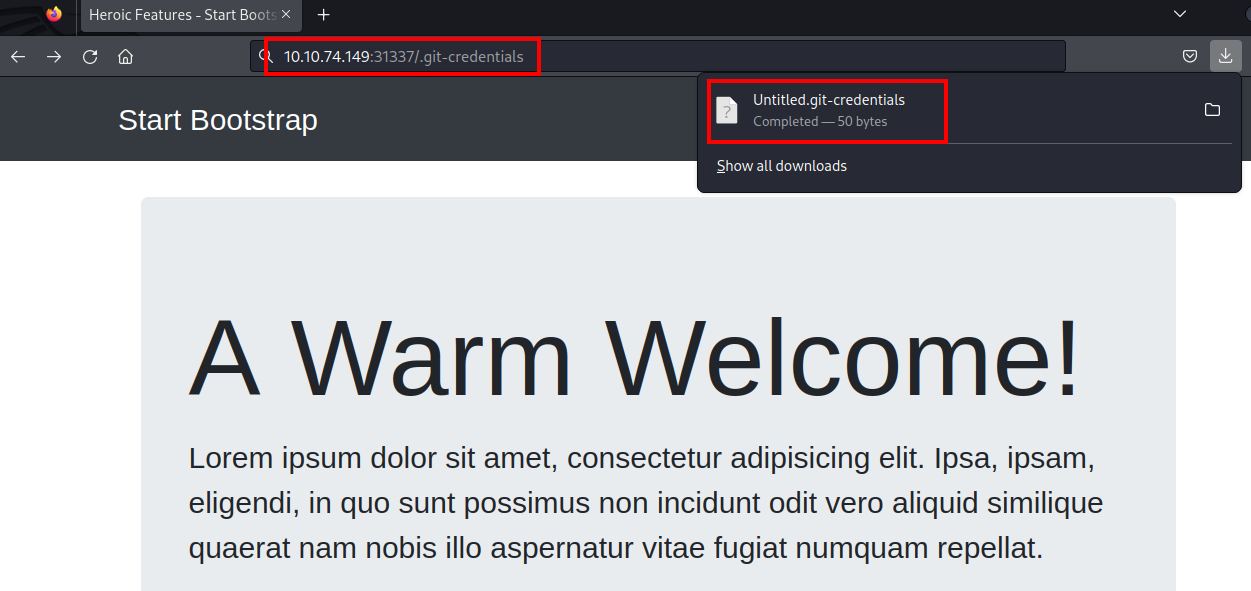 Heroic Features - Start Boots
10.10.74.149:31337/.git-credentials
Untitled.git-credentials
Completed — 50 bytes
Show all downloads
Start Bootstrap
A Warm Welcome!
Lorem ipsum dolor sit amet, consectetur adipisicing elit. Ipsa, ipsam,
eligendi, in quo sunt possimus non incidunt odit vero aliquid similique
quaerat nam nobis illo aspernatur vitae fugiat numquam repellat.